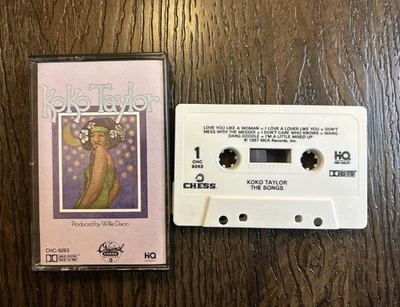 Koko Taylor
Produced by Willie Dixon
CHC-9263
Original
HQ
LOVE YOU LIKE A WOMAN □ I LOVE A LOVER LIKE YOU □ DON'T
MESS WITH THE MESSER □ I DON'T CARE WHO KNOWS □ WANG
DANG DOODLE □ I'M A LITTLE MIXED UP
℗ 1987 MCA Records, Inc.
1
CHC
9263
HQ
CHESS
KOKO TAYLOR
THE SONGS